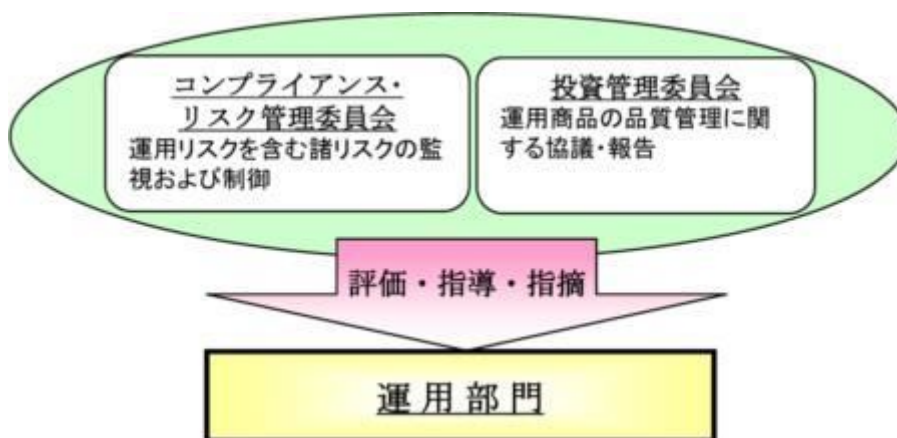 コンプライアンス・
リスク管理委員会
運用リスクを含む諸リスクの監
視および制御
投資管理委員会
運用商品の品質管理に関
する協議・報告
評価・指導・指摘
運用部門